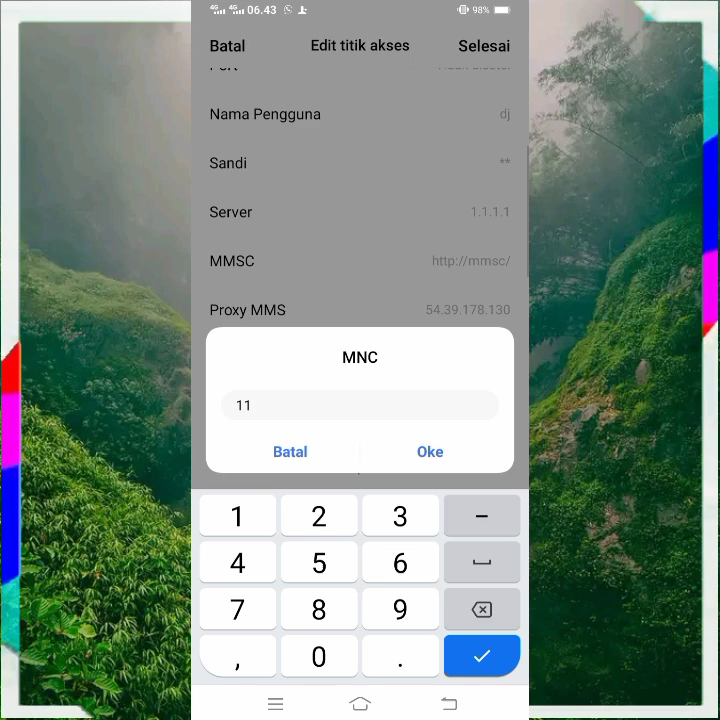 4G 4G 06.43 98%
Batal Edit titik akses Selesai
Nama Pengguna dj
Sandi **
Server 1.1.1.1
MMSC http://mmsc/
Proxy MMS 54.39.178.130
MNC
11
Batal Oke
1 2 3 –
4 5 6
7 8 9
, 0 .